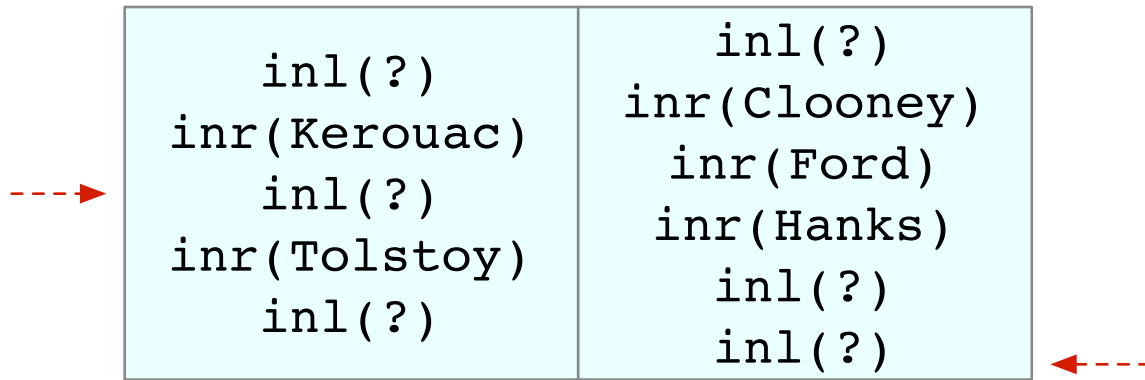 inl(?)
inr(Kerouac)
inl(?)
inr(Tolstoy)
inl(?)
inl(?)
inr(Clooney)
inr(Ford)
inr(Hanks)
inl(?)
inl(?)